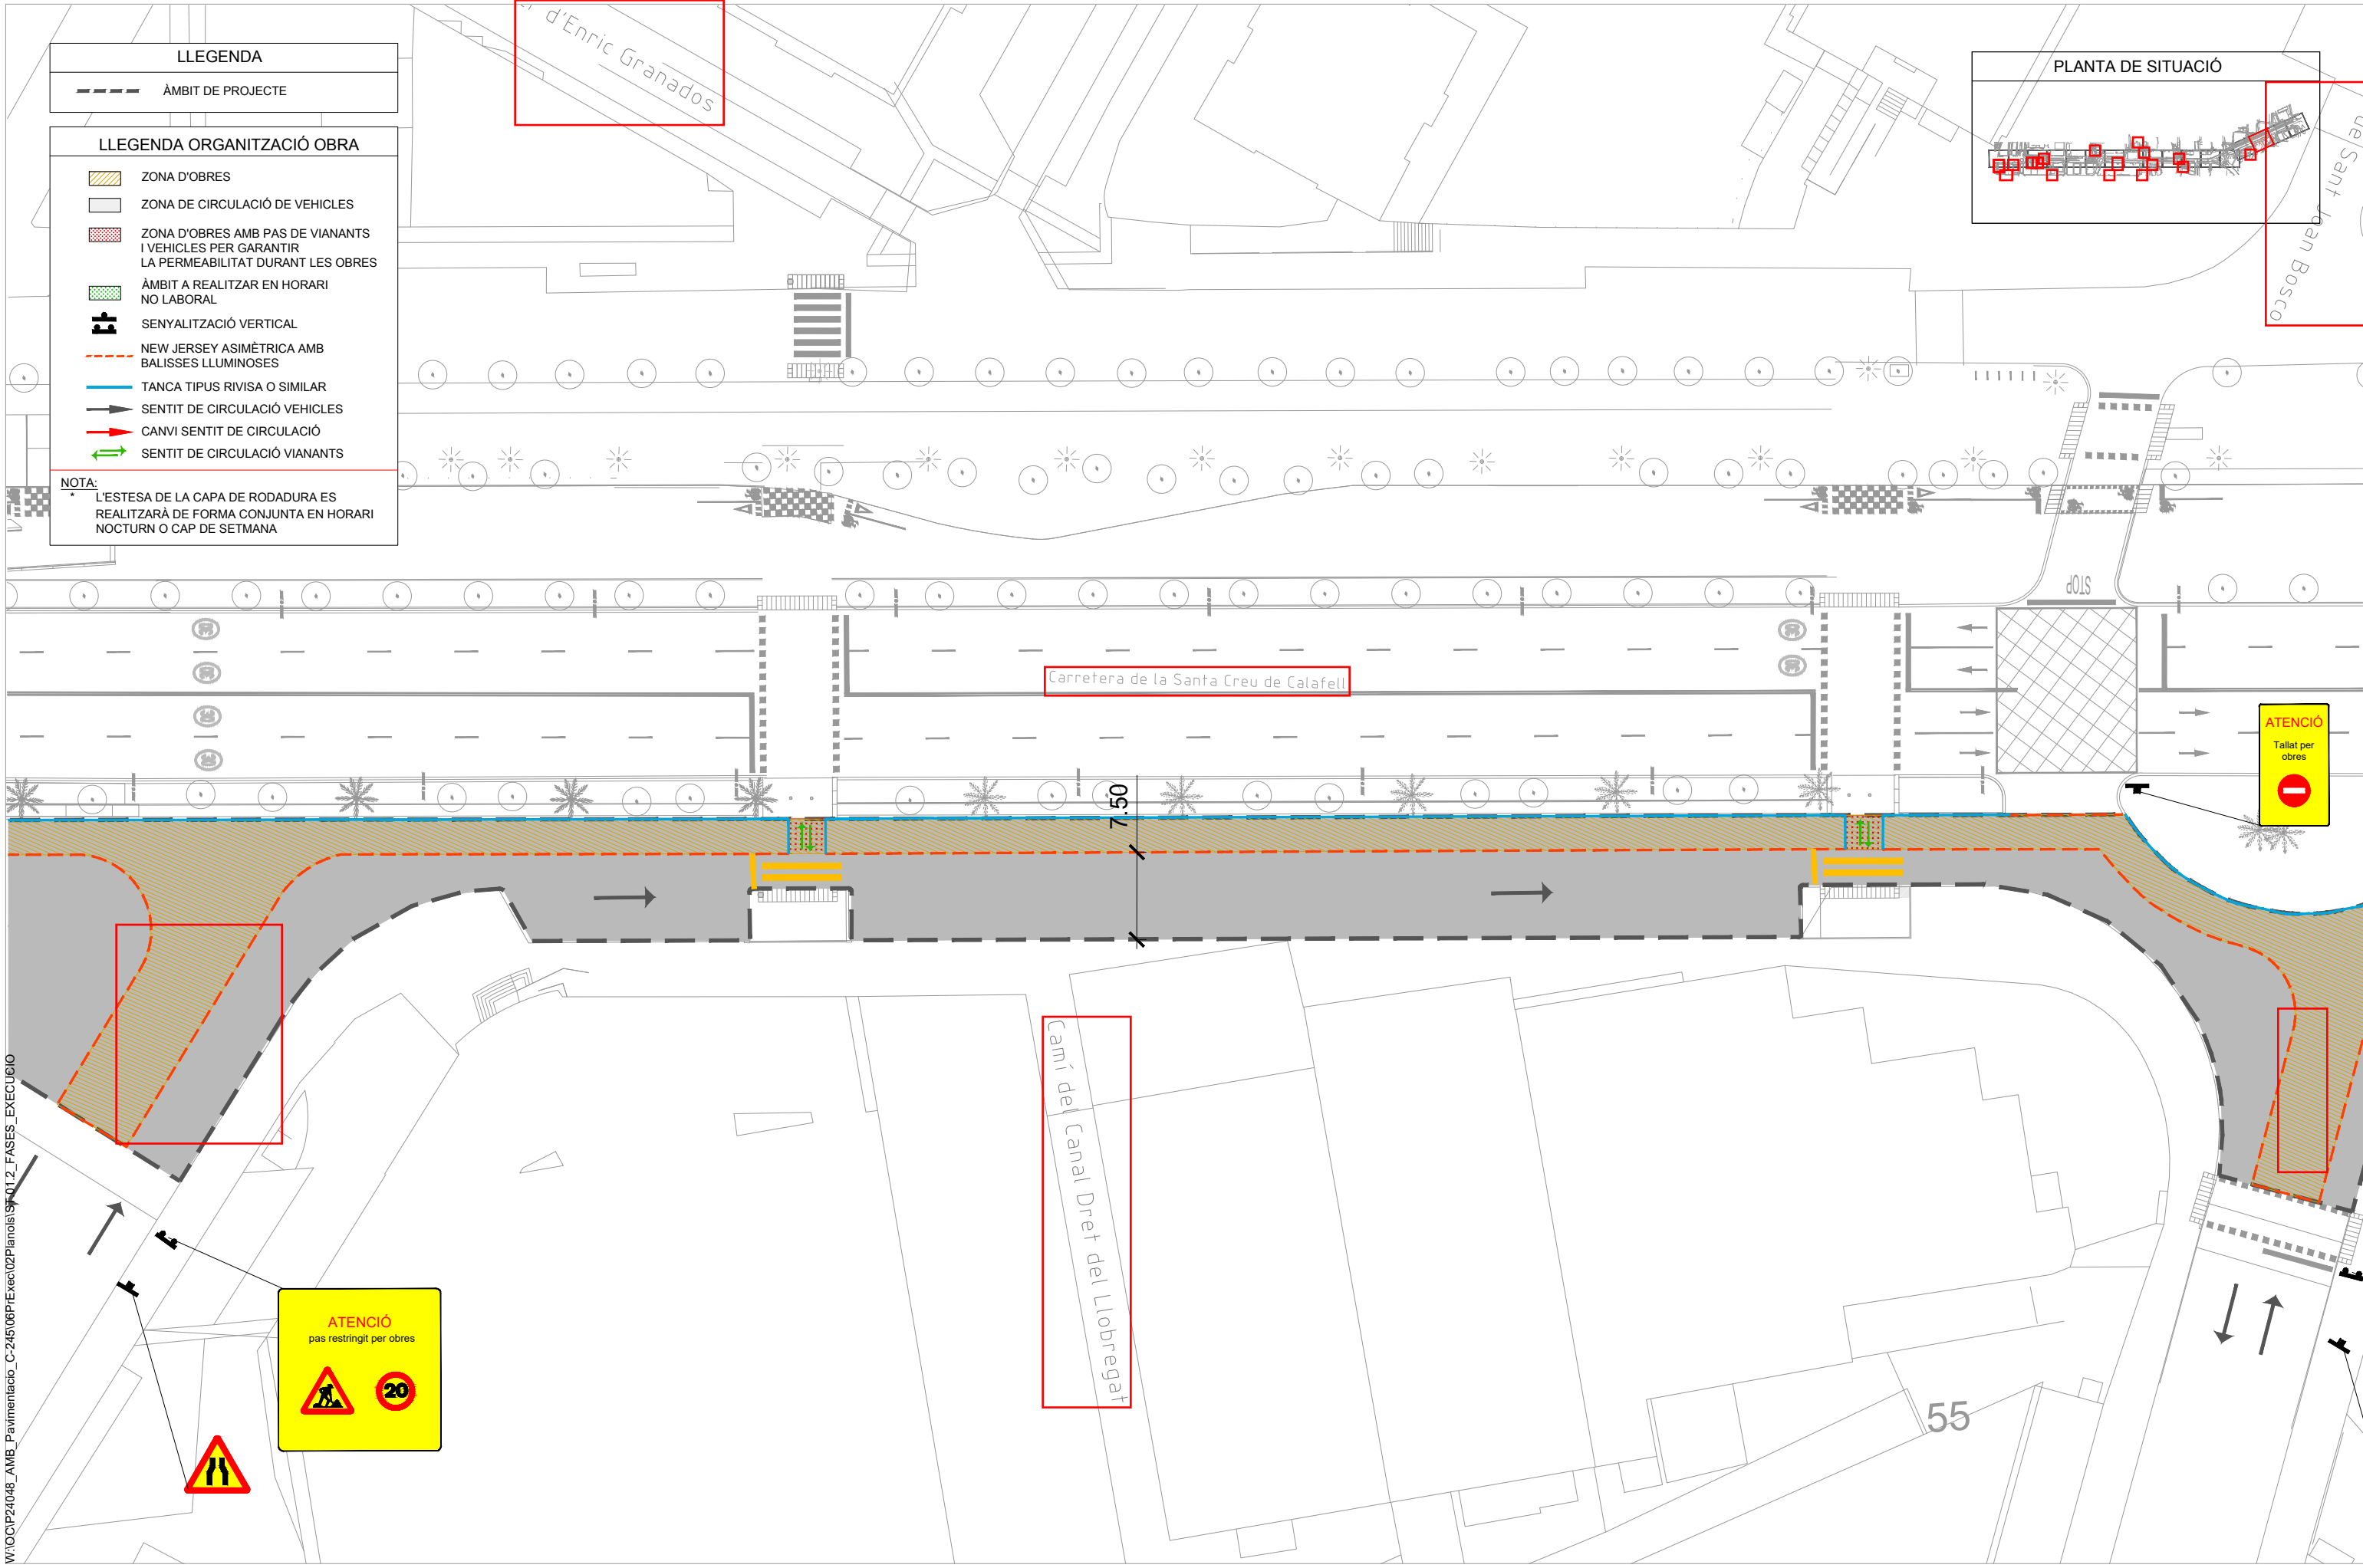 LLEGENDA
ÀMBIT DE PROJECTE
LLEGENDA ORGANITZACIÓ OBRA
ZONA D'OBRES
ZONA DE CIRCULACIÓ DE VEHICLES
ZONA D'OBRES AMB PAS DE VIANANTS
I VEHICLES PER GARANTIR
LA PERMEABILITAT DURANT LES OBRES
ÀMBIT A REALITZAR EN HORARI
NO LABORAL
SENYALITZACIÓ VERTICAL
NEW JERSEY ASIMÈTRICA AMB
BALISSES LLUMINOSES
TANCA TIPUS RIVISA O SIMILAR
SENTIT DE CIRCULACIÓ VEHICLES
CANVI SENTIT DE CIRCULACIÓ
SENTIT DE CIRCULACIÓ VIANANTS
NOTA:
* L'ESTESA DE LA CAPA DE RODADURA ES
REALITZARÀ DE FORMA CONJUNTA EN HORARI
NOCTURN O CAP DE SETMANA
d'Enric Granados
PLANTA DE SITUACIÓ
de Sant Joan Bosco
STOP
Carretera de la Santa Creu de Calafell
ATENCIÓ
Tallat per
obres
7.50
Camí del Canal Dret del Llobregat
ATENCIÓ
pas restringit per obres
20
55
W:\OC\P24048_AMB_Pavimentacio_C-245\06PrExec\02Planols\ST-01.2_FASES_EXECUCIO